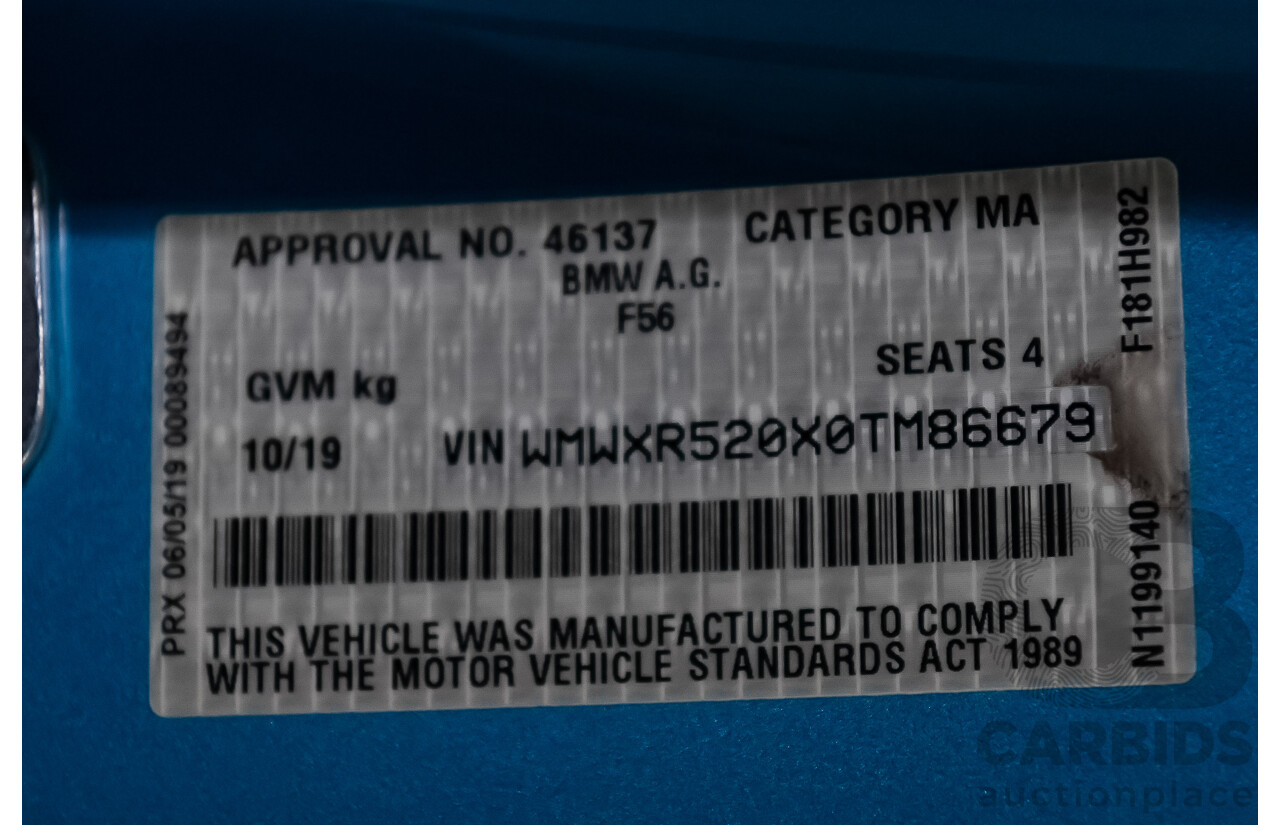 APPROVAL NO. 46137 CATEGORY MA
BMW A.G.
F56
SEATS 4
GVM kg
10/19 VIN WMWXR520X0TM86679
THIS VEHICLE WAS MANUFACTURED TO COMPLY
WITH THE MOTOR VEHICLE STANDARDS ACT 1989
PRX 06/05/19 00089494
F181H982
N1199140
CARBIDS
auctionplace